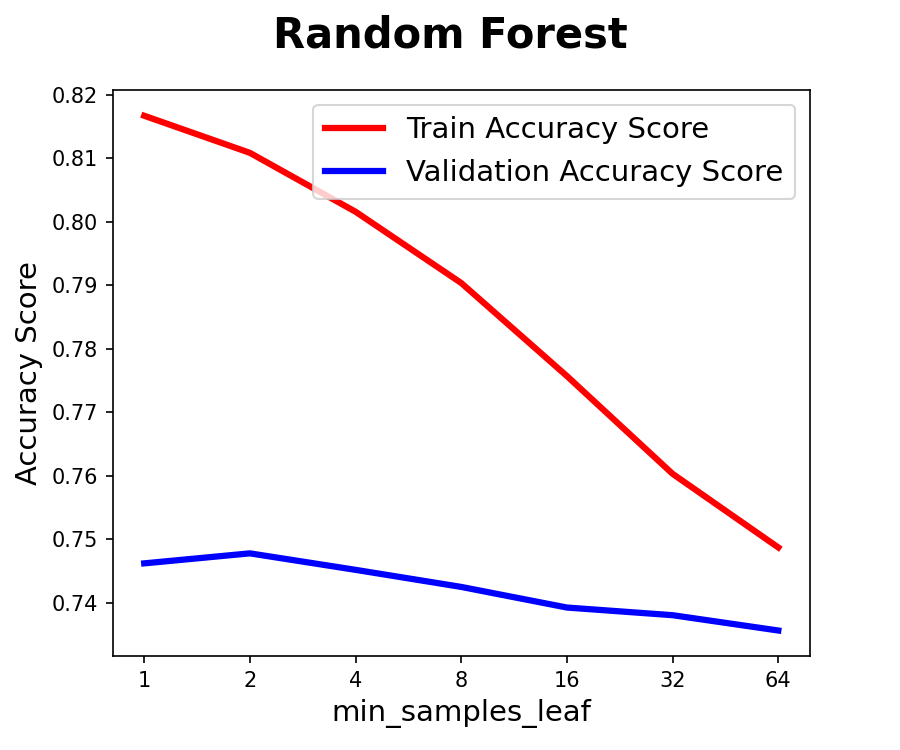 Random Forest
Train Accuracy Score
Validation Accuracy Score
Accuracy Score
0.82
0.81
0.80
0.79
0.78
0.77
0.76
0.75
0.74
1 2 4 8 16 32 64
min_samples_leaf